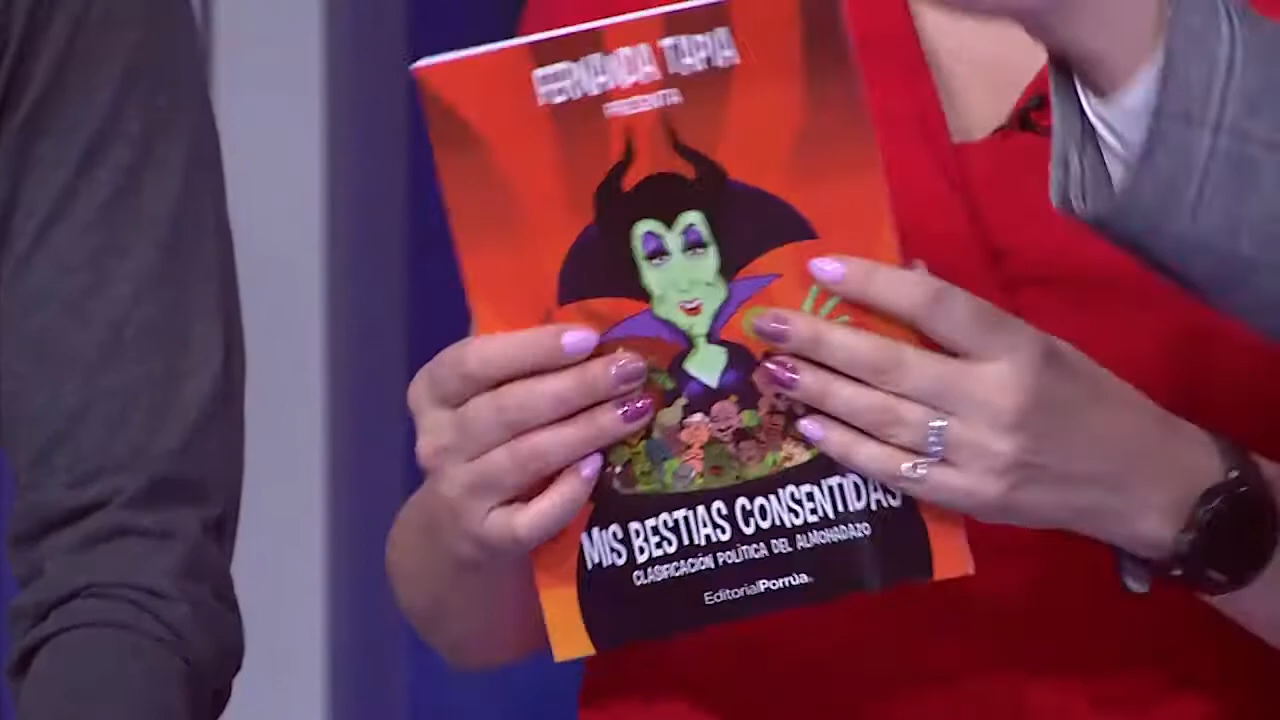 FERNANDA TAPIA
PRESENTA
MIS BESTIAS CONSENTIDAS
CLASIFICACIÓN POLÍTICA DEL ALMOHADAZO
EditorialPorrúa®